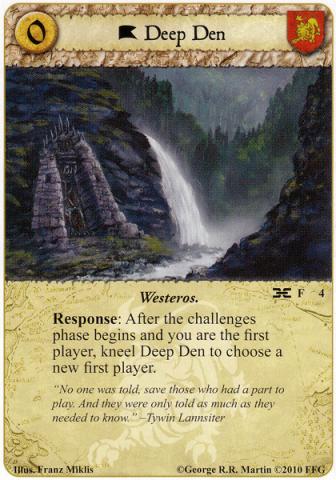 0
Deep Den
Westeros.
F 4
Response: After the challenges
phase begins and you are the first
player, kneel Deep Den to choose a
new first player.
"No one was told, save those who had a part to
play. And they were only told as much as they
needed to know." –Tywin Lannsiter
Illus. Franz Miklis ©George R.R. Martin ©2010 FFG